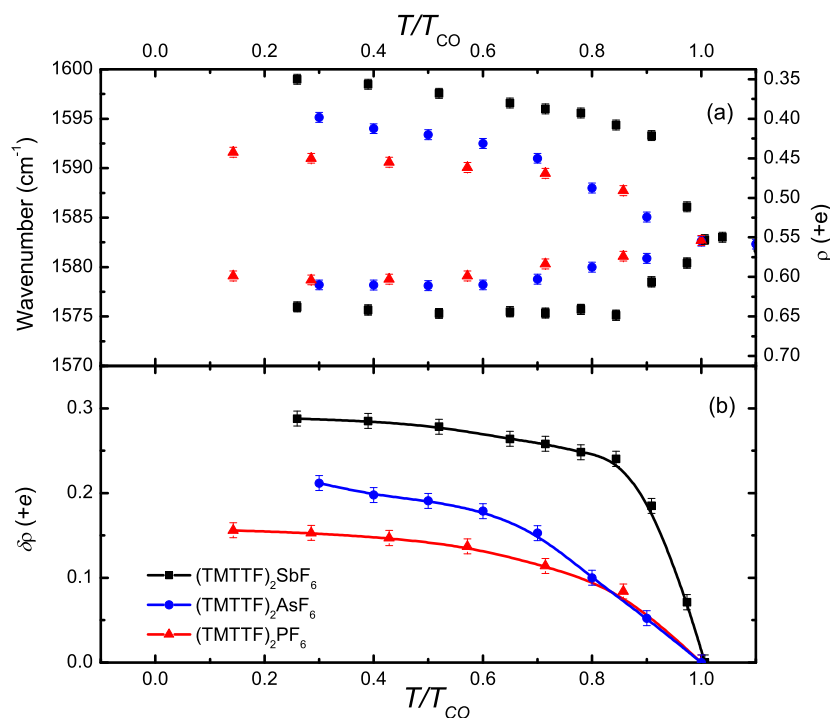 T/T_CO
0.0 0.2 0.4 0.6 0.8 1.0
1600 0.35
(a)
1595 0.40
1590 0.45
0.50
1585
0.55
1580 0.60
1575 0.65
1570 0.70
Wavenumber (cm⁻¹)
ρ (+e)
(b)
0.3
0.2
0.1
0.0
δρ (+e)
(TMTTF)₂SbF₆
(TMTTF)₂AsF₆
(TMTTF)₂PF₆
0.0 0.2 0.4 0.6 0.8 1.0
T/T_CO